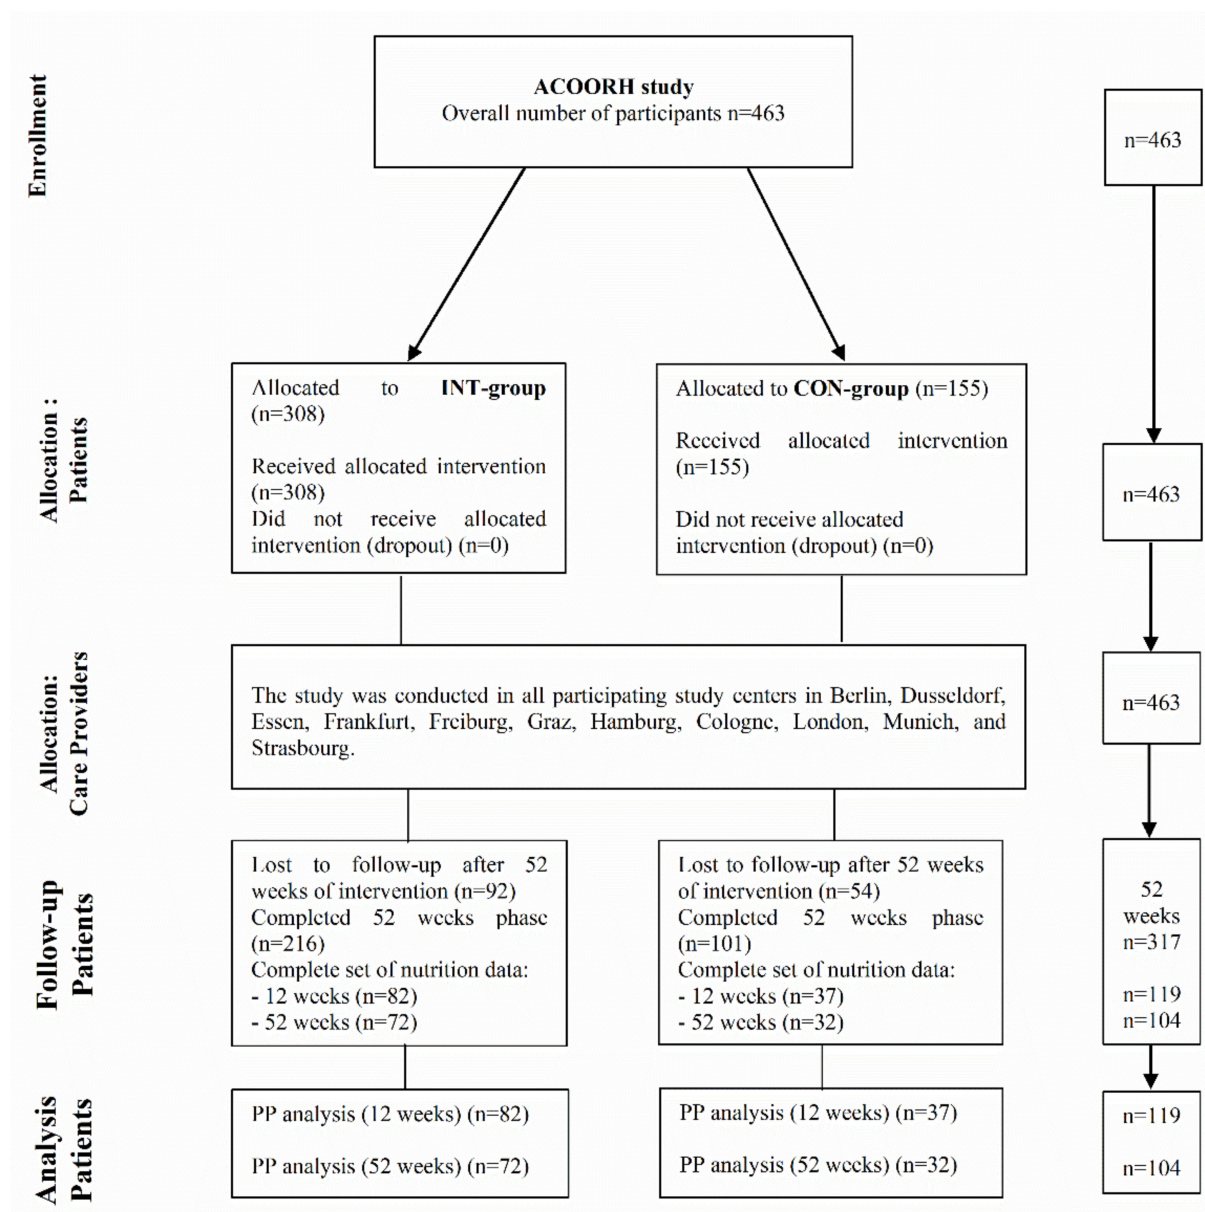 Enrollment
ACOORH study
Overall number of participants n=463
n=463
Allocation :
Patients
Allocated to INT-group
(n=308)
Received allocated intervention
(n=308)
Did not receive allocated
intervention (dropout) (n=0)
Allocated to CON-group (n=155)
Received allocated intervention
(n=155)
Did not receive allocated
intervention (dropout) (n=0)
n=463
Allocation:
Care Providers
The study was conducted in all participating study centers in Berlin, Dusseldorf,
Essen, Frankfurt, Freiburg, Graz, Hamburg, Cologne, London, Munich, and
Strasbourg.
n=463
Follow-up
Patients
Lost to follow-up after 52
weeks of intervention (n=92)
Completed 52 weeks phase
(n=216)
Complete set of nutrition data:
- 12 weeks (n=82)
- 52 weeks (n=72)
Lost to follow-up after 52 weeks
of intervention (n=54)
Completed 52 weeks phase
(n=101)
Complete set of nutrition data:
- 12 weeks (n=37)
- 52 weeks (n=32)
52
weeks
n=317
n=119
n=104
Analysis
Patients
PP analysis (12 weeks) (n=82)
PP analysis (52 weeks) (n=72)
PP analysis (12 weeks) (n=37)
PP analysis (52 weeks) (n=32)
n=119
n=104